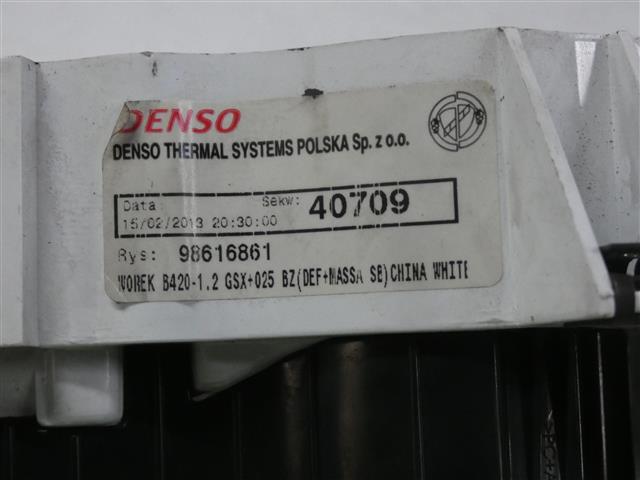 DENSO
DENSO THERMAL SYSTEMS POLSKA Sp. z o.o.
Data: Sekw: 40709
15/02/2013 20:30:00
Rys: 98616861
WOREK B420-1.2 GSX+025 BZ(DEF+MASSA SB)CHINA WHITE